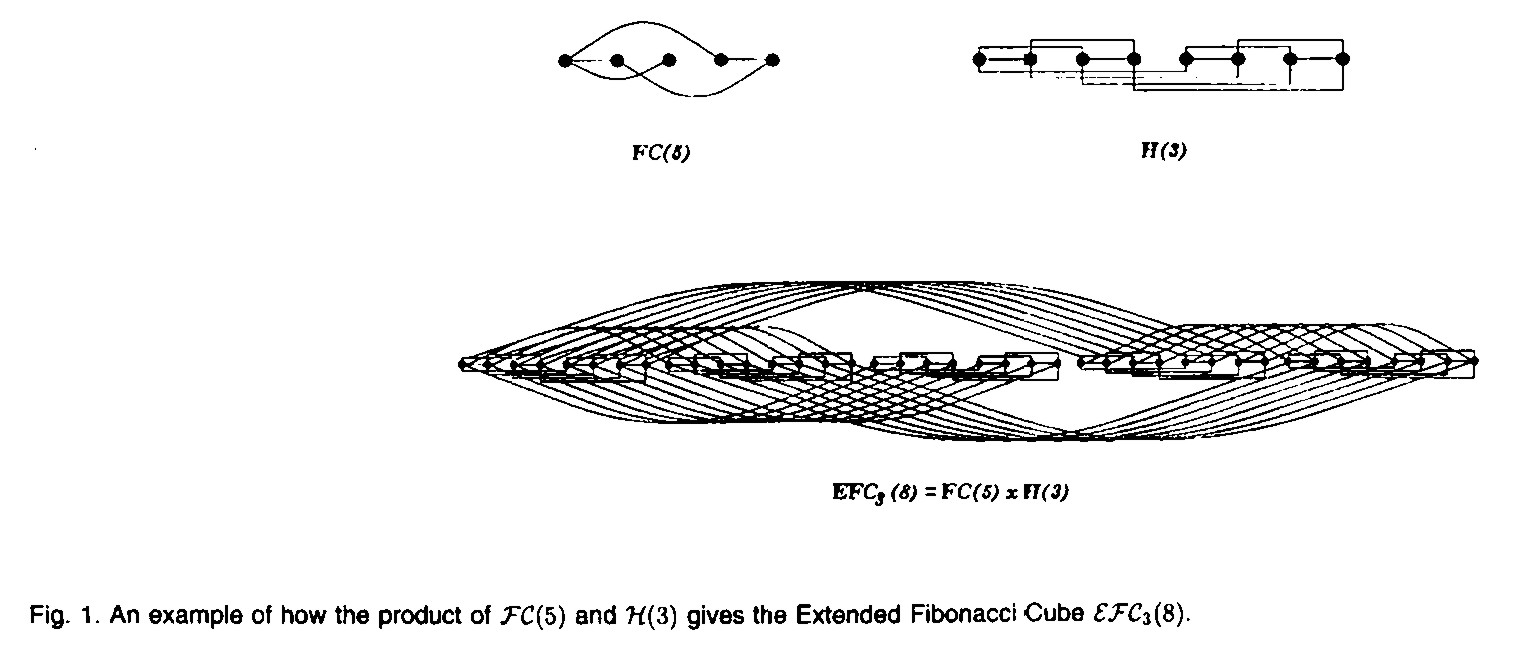 FC(5)
H(3)
EFC₃ (8) = FC(5) x H(3)
Fig. 1. An example of how the product of ℱ𝒞(5) and ℋ(3) gives the Extended Fibonacci Cube ℰℱ𝒞₃(8).